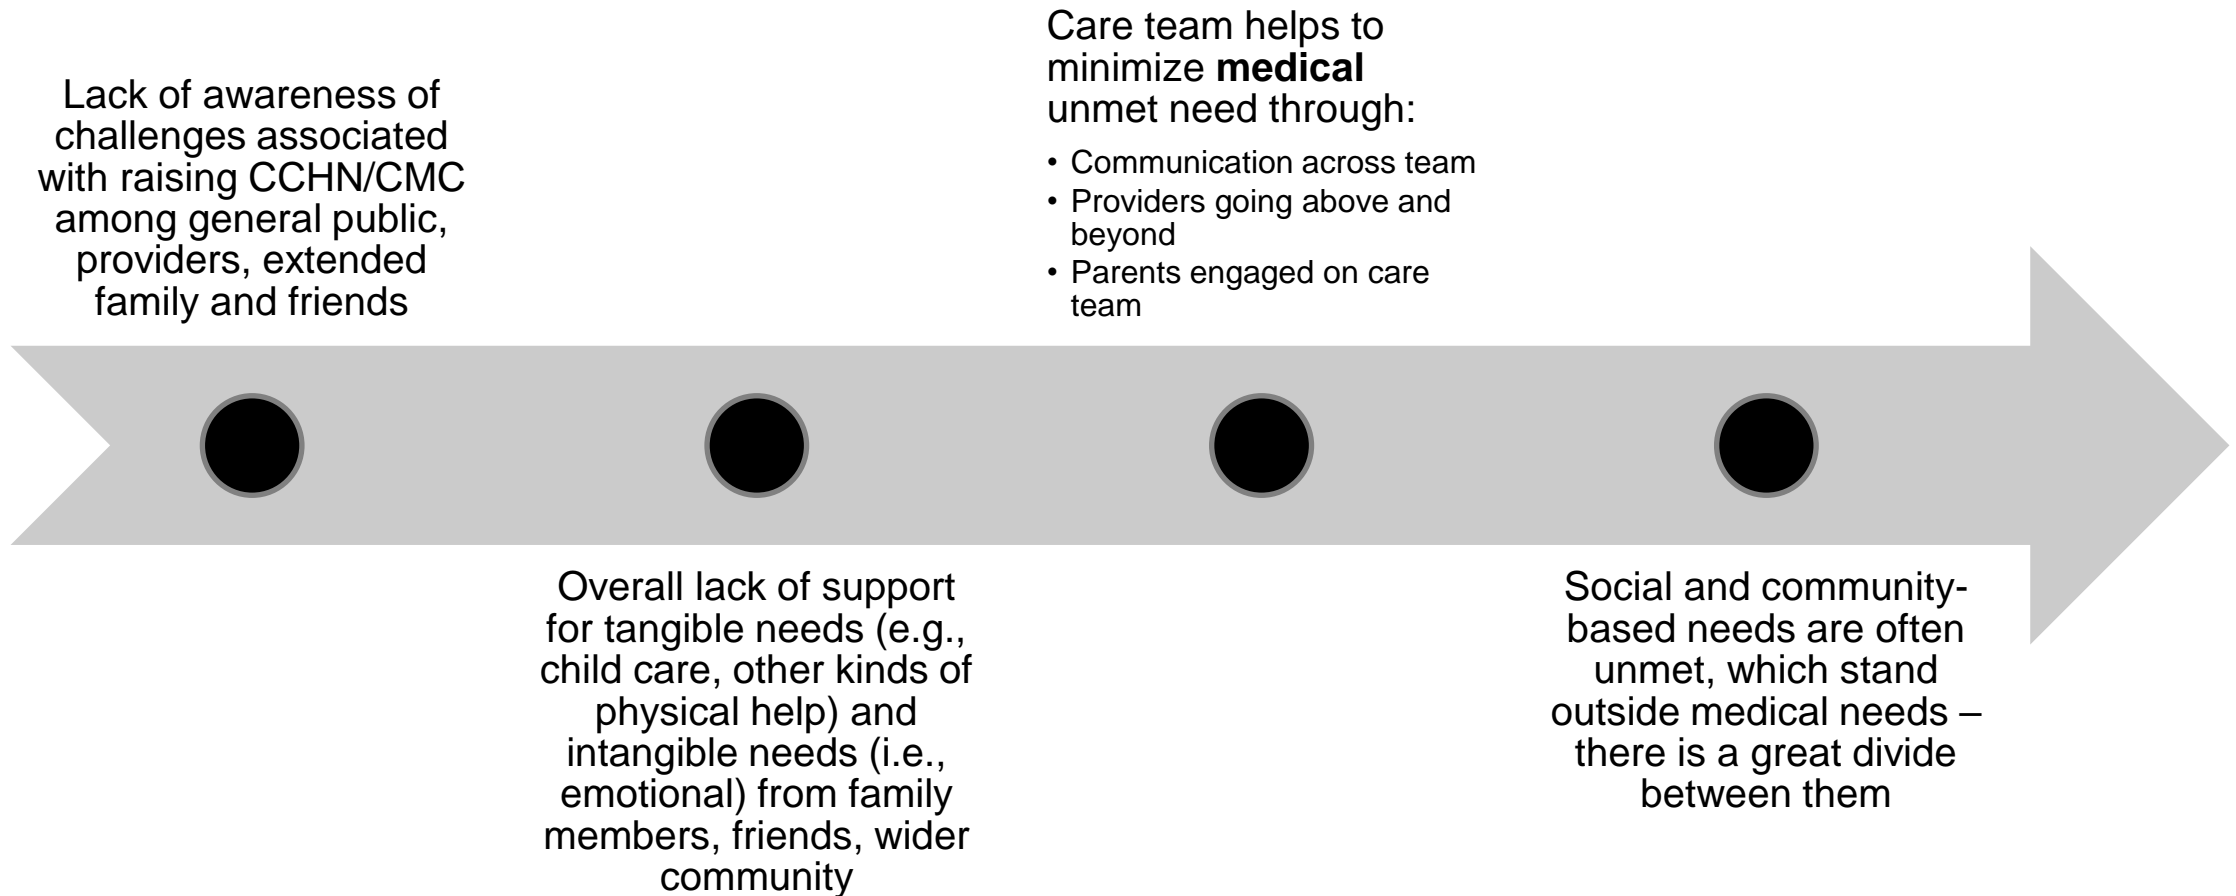 Lack of awareness of
challenges associated
with raising CCHN/CMC
among general public,
providers, extended
family and friends
Overall lack of support
for tangible needs (e.g.,
child care, other kinds of
physical help) and
intangible needs (i.e.,
emotional) from family
members, friends, wider
community
Care team helps to
minimize medical
unmet need through:
• Communication across team
• Providers going above and
beyond
• Parents engaged on care
team
Social and community-
based needs are often
unmet, which stand
outside medical needs –
there is a great divide
between them